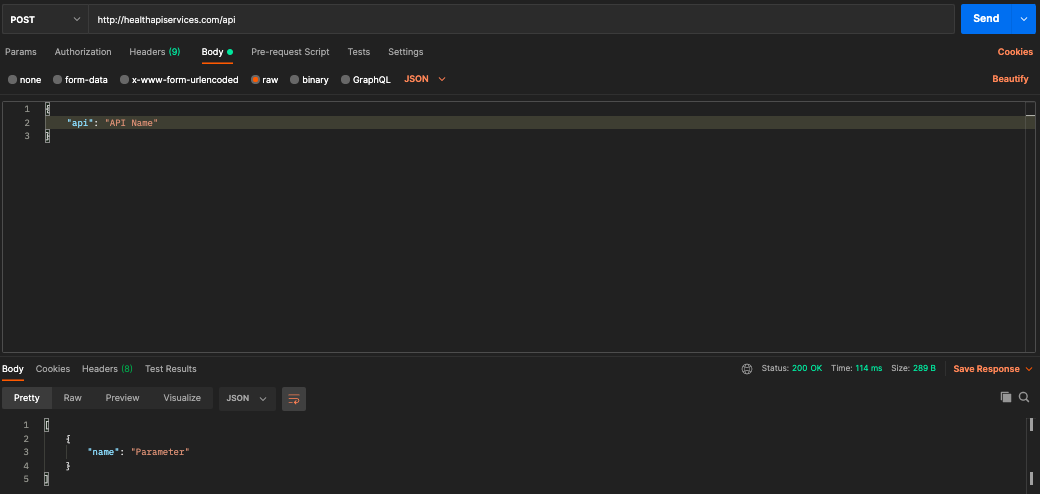 POST http://healthapiservices.com/api Send
Params Authorization Headers (9) Body Pre-request Script Tests Settings Cookies
none form-data x-www-form-urlencoded raw binary GraphQL JSON Beautify
1 {
2 "api": "API Name"
3 }
Body Cookies Headers (8) Test Results Status: 200 OK Time: 114 ms Size: 289 B Save Response
Pretty Raw Preview Visualize JSON
1 [
2 {
3 "name": "Parameter"
4 }
5 ]